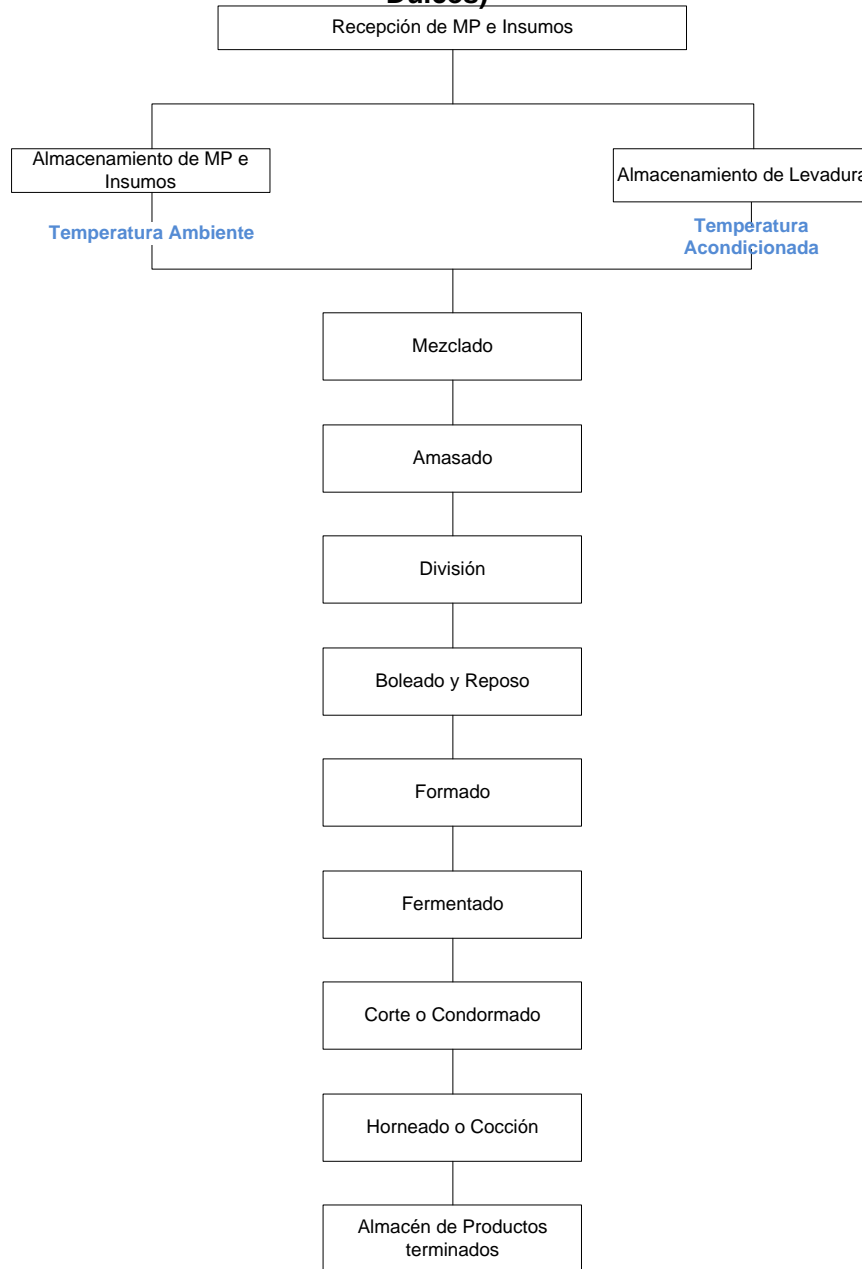 Dulces)
Recepción de MP e Insumos
Almacenamiento de MP e
Insumos
Almacenamiento de Levadura
Temperatura Ambiente
Temperatura
Acondicionada
Mezclado
Amasado
División
Boleado y Reposo
Formado
Fermentado
Corte o Condormado
Horneado o Cocción
Almacén de Productos
terminados